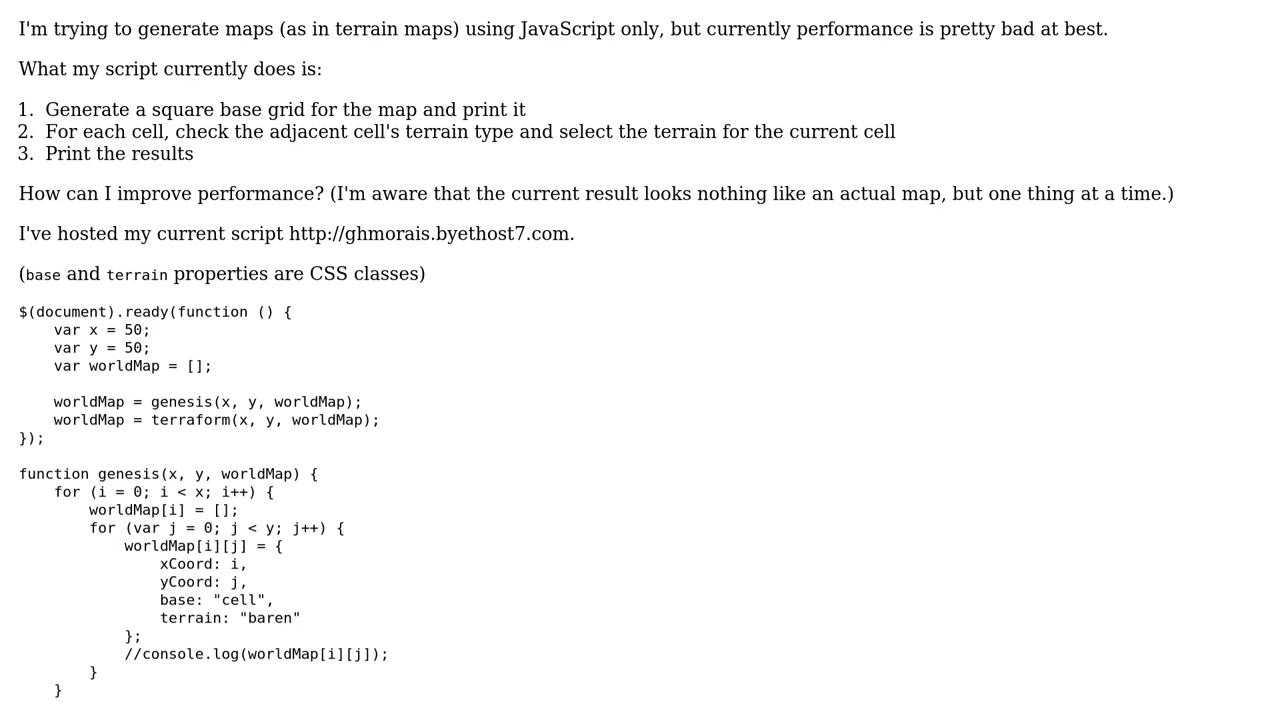 I'm trying to generate maps (as in terrain maps) using JavaScript only, but currently performance is pretty bad at best.
What my script currently does is:
1. Generate a square base grid for the map and print it
2. For each cell, check the adjacent cell's terrain type and select the terrain for the current cell
3. Print the results
How can I improve performance? (I'm aware that the current result looks nothing like an actual map, but one thing at a time.)
I've hosted my current script http://ghmorais.byethost7.com.
(base and terrain properties are CSS classes)
$(document).ready(function () {
    var x = 50;
    var y = 50;
    var worldMap = [];
    worldMap = genesis(x, y, worldMap);
    worldMap = terraform(x, y, worldMap);
});
function genesis(x, y, worldMap) {
    for (i = 0; i < x; i++) {
        worldMap[i] = [];
        for (var j = 0; j < y; j++) {
            worldMap[i][j] = {
                xCoord: i,
                yCoord: j,
                base: "cell",
                terrain: "baren"
            };
            //console.log(worldMap[i][j]);
        }
    }